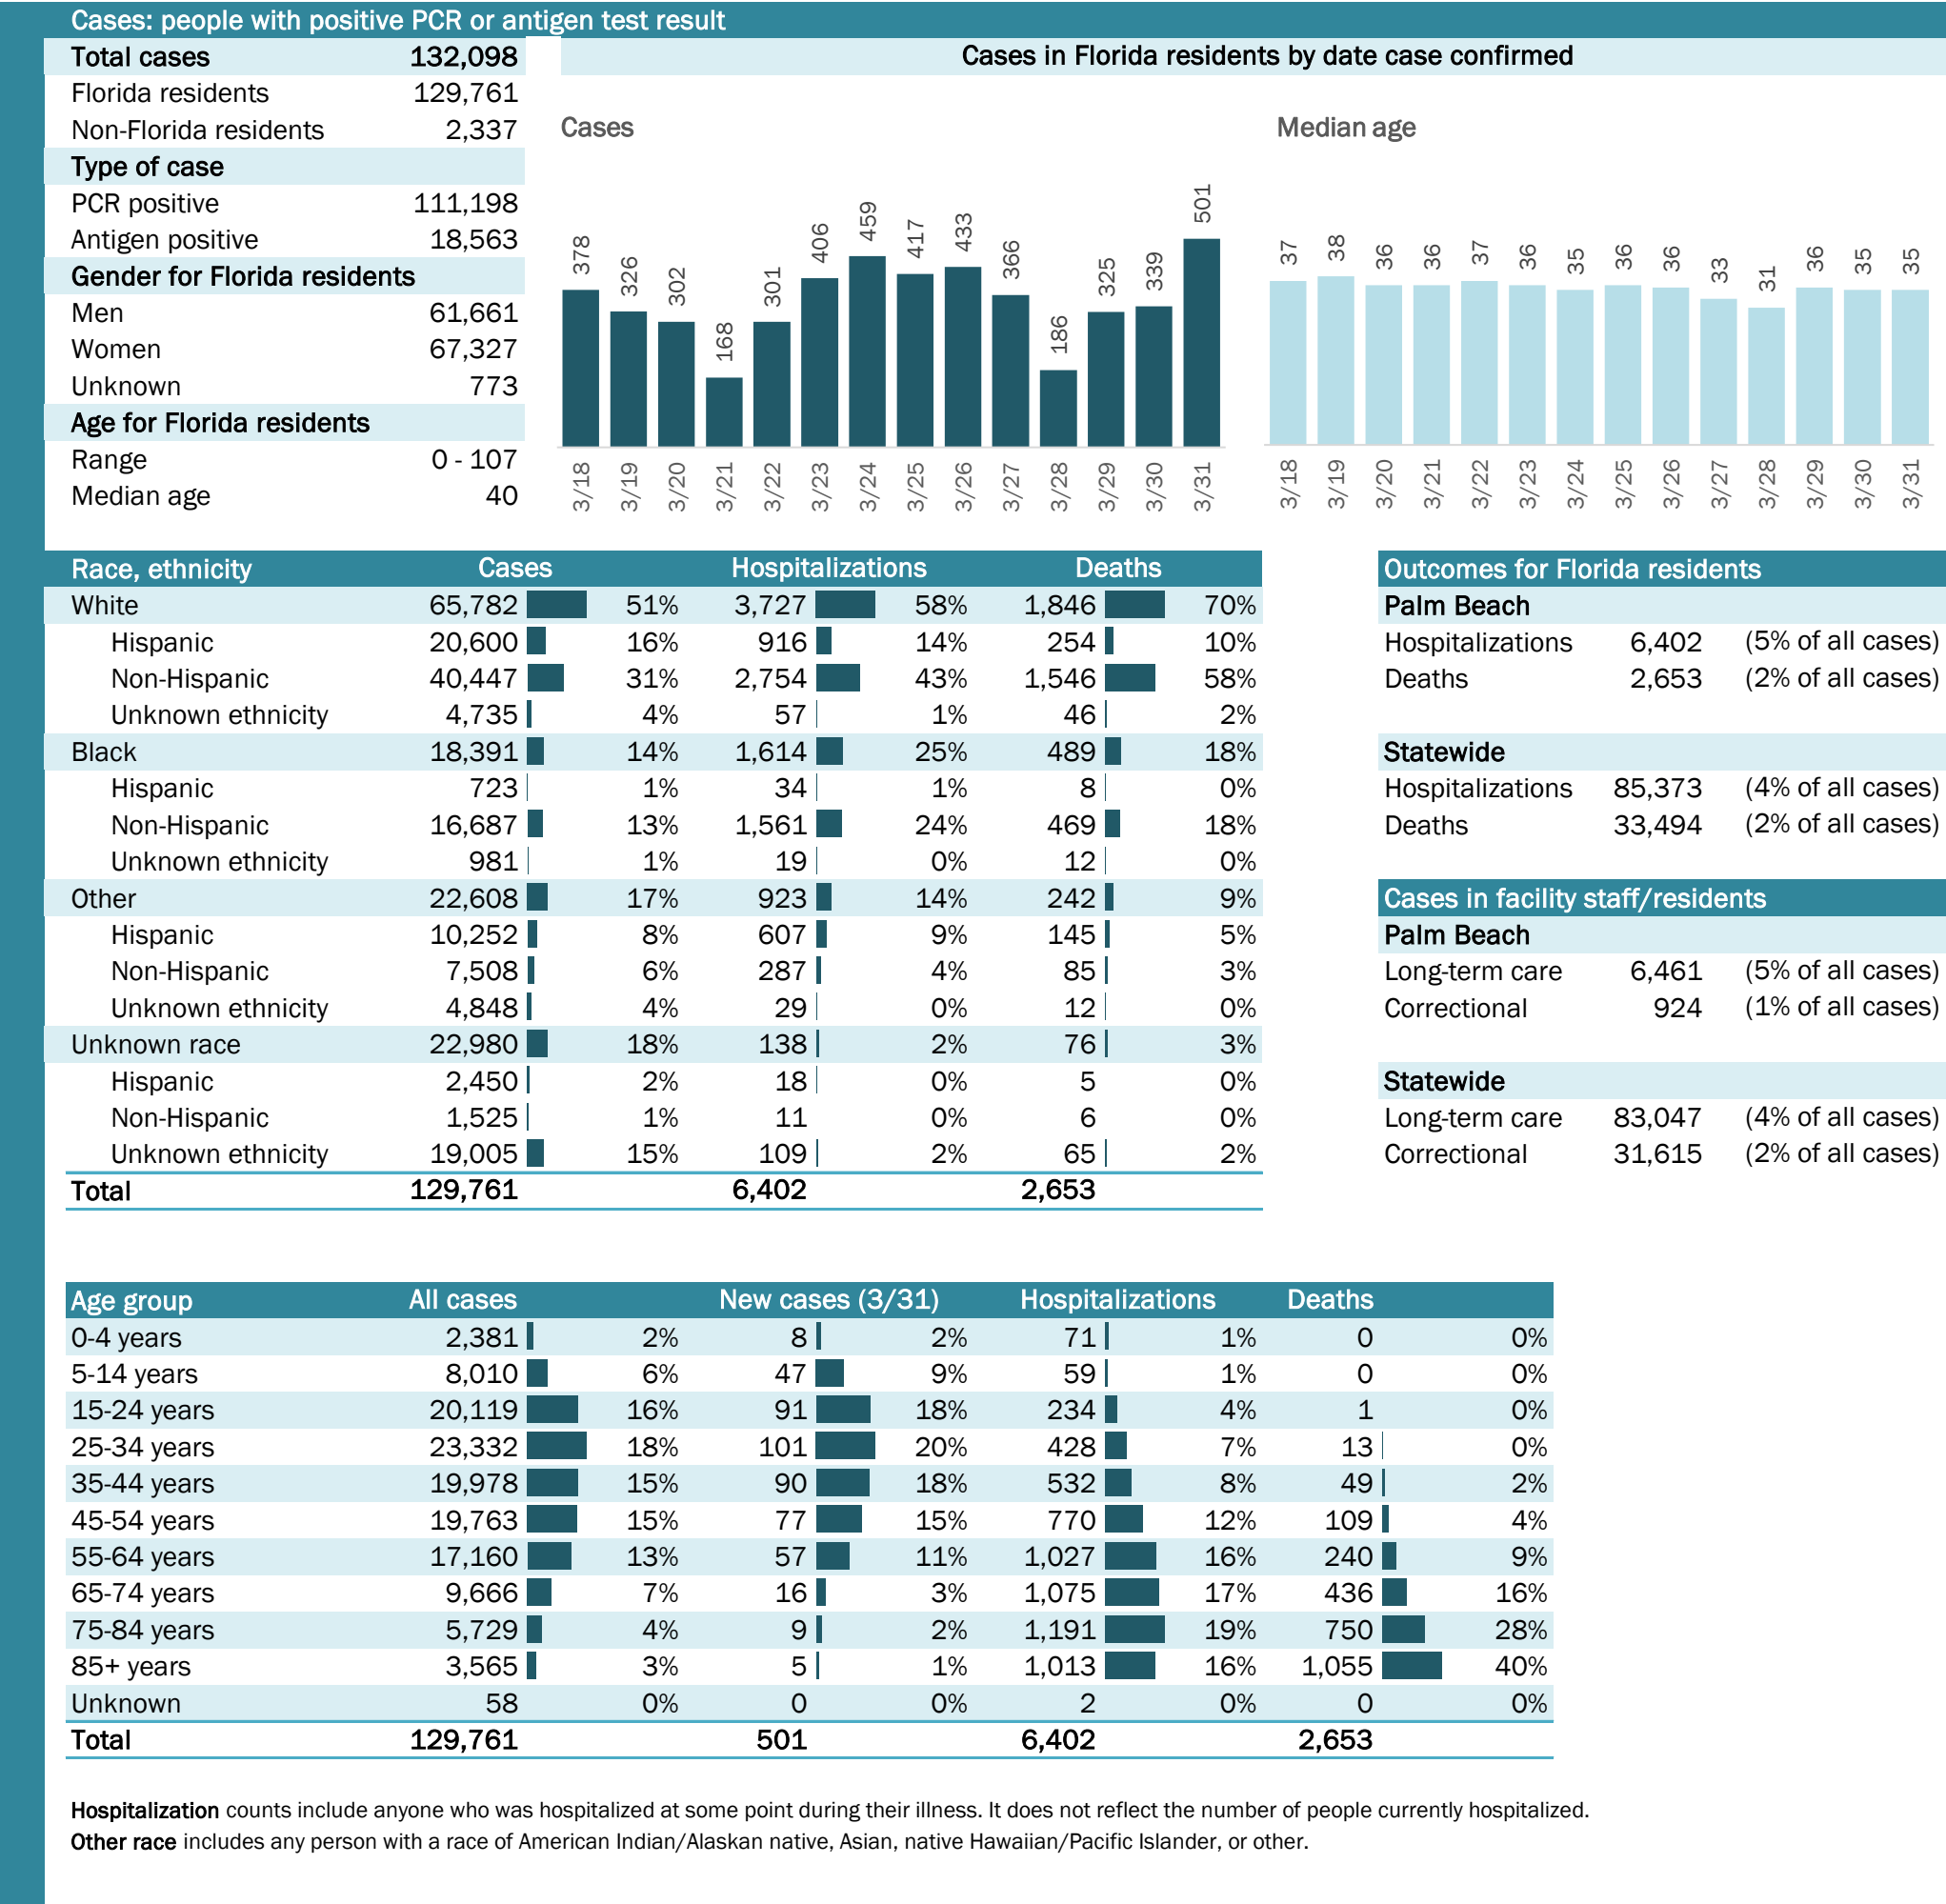 Cases: people with positive PCR or antigen test result
Total cases 132,098
Florida residents 129,761
Non-Florida residents 2,337
Type of case
PCR positive 111,198
Antigen positive 18,563
Gender for Florida residents
Men 61,661
Women 67,327
Unknown 773
Age for Florida residents
Range 0 - 107
Median age 40
Cases in Florida residents by date case confirmed
Cases
378 326 302 168 301 406 459 417 433 366 186 325 339 501
3/18 3/19 3/20 3/21 3/22 3/23 3/24 3/25 3/26 3/27 3/28 3/29 3/30 3/31
Median age
37 38 36 36 37 36 35 36 36 33 31 36 35 35
3/18 3/19 3/20 3/21 3/22 3/23 3/24 3/25 3/26 3/27 3/28 3/29 3/30 3/31
Race, ethnicity Cases Hospitalizations Deaths
White 65,782 51% 3,727 58% 1,846 70%
Hispanic 20,600 16% 916 14% 254 10%
Non-Hispanic 40,447 31% 2,754 43% 1,546 58%
Unknown ethnicity 4,735 4% 57 1% 46 2%
Black 18,391 14% 1,614 25% 489 18%
Hispanic 723 1% 34 1% 8 0%
Non-Hispanic 16,687 13% 1,561 24% 469 18%
Unknown ethnicity 981 1% 19 0% 12 0%
Other 22,608 17% 923 14% 242 9%
Hispanic 10,252 8% 607 9% 145 5%
Non-Hispanic 7,508 6% 287 4% 85 3%
Unknown ethnicity 4,848 4% 29 0% 12 0%
Unknown race 22,980 18% 138 2% 76 3%
Hispanic 2,450 2% 18 0% 5 0%
Non-Hispanic 1,525 1% 11 0% 6 0%
Unknown ethnicity 19,005 15% 109 2% 65 2%
Total 129,761 6,402 2,653
Outcomes for Florida residents
Palm Beach
Hospitalizations 6,402 (5% of all cases)
Deaths 2,653 (2% of all cases)
Statewide
Hospitalizations 85,373 (4% of all cases)
Deaths 33,494 (2% of all cases)
Cases in facility staff/residents
Palm Beach
Long-term care 6,461 (5% of all cases)
Correctional 924 (1% of all cases)
Statewide
Long-term care 83,047 (4% of all cases)
Correctional 31,615 (2% of all cases)
Age group All cases New cases (3/31) Hospitalizations Deaths
0-4 years 2,381 2% 8 2% 71 1% 0 0%
5-14 years 8,010 6% 47 9% 59 1% 0 0%
15-24 years 20,119 16% 91 18% 234 4% 1 0%
25-34 years 23,332 18% 101 20% 428 7% 13 0%
35-44 years 19,978 15% 90 18% 532 8% 49 2%
45-54 years 19,763 15% 77 15% 770 12% 109 4%
55-64 years 17,160 13% 57 11% 1,027 16% 240 9%
65-74 years 9,666 7% 16 3% 1,075 17% 436 16%
75-84 years 5,729 4% 9 2% 1,191 19% 750 28%
85+ years 3,565 3% 5 1% 1,013 16% 1,055 40%
Unknown 58 0% 0 0% 2 0% 0 0%
Total 129,761 501 6,402 2,653
Hospitalization counts include anyone who was hospitalized at some point during their illness. It does not reflect the number of people currently hospitalized.
Other race includes any person with a race of American Indian/Alaskan native, Asian, native Hawaiian/Pacific Islander, or other.